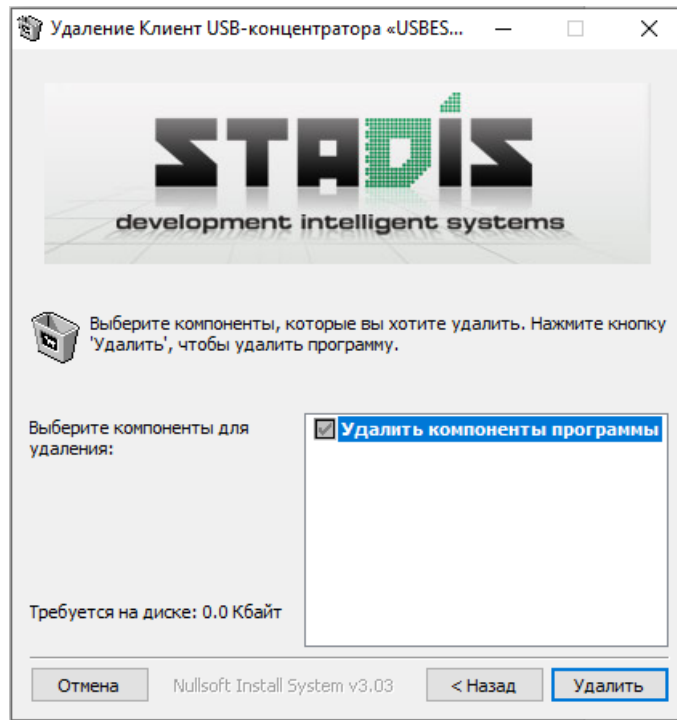 Удаление Клиент USB-концентратора «USBES...
STADIS
development intelligent systems
Выберите компоненты, которые вы хотите удалить. Нажмите кнопку
'Удалить', чтобы удалить программу.
Выберите компоненты для
удаления:
Удалить компоненты программы
Требуется на диске: 0.0 Кбайт
Отмена
Nullsoft Install System v3.03
< Назад
Удалить